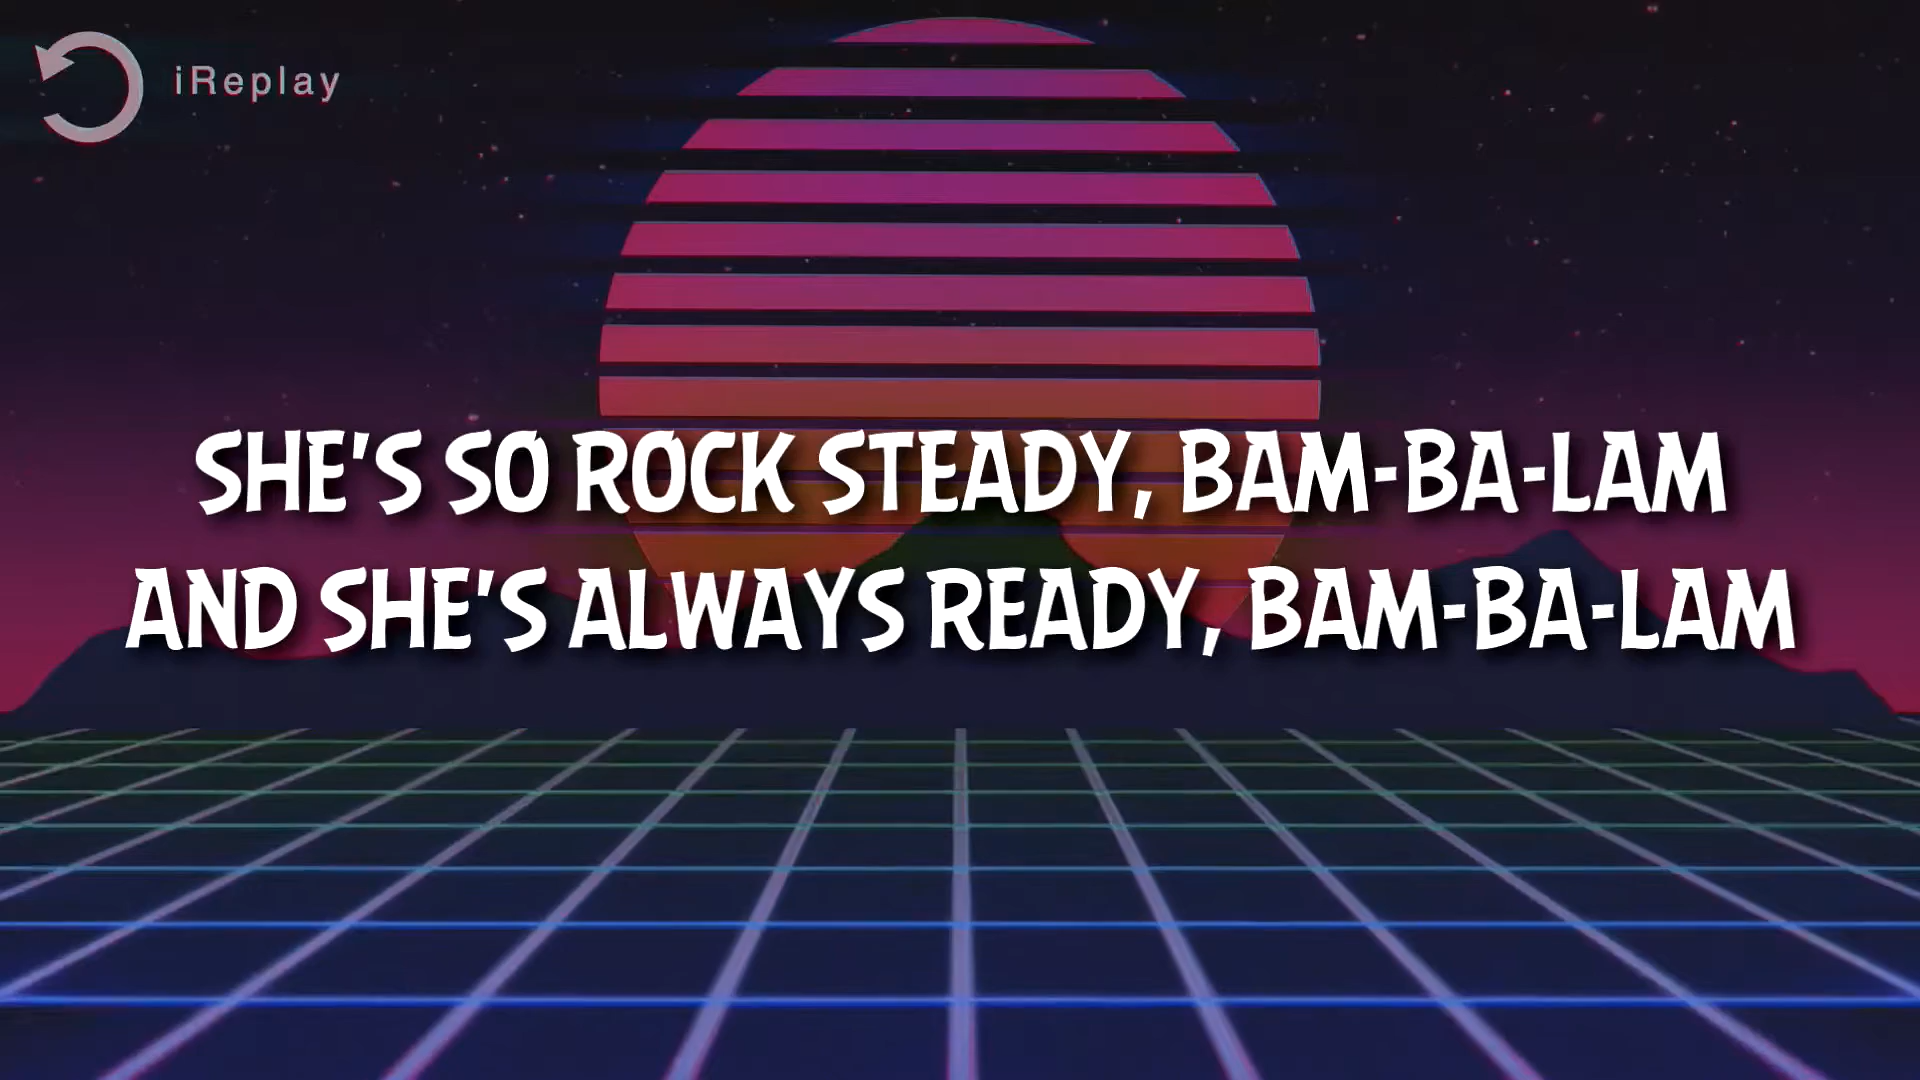 iReplay
SHE'S SO ROCK STEADY, BAM-BA-LAM
AND SHE'S ALWAYS READY, BAM-BA-LAM